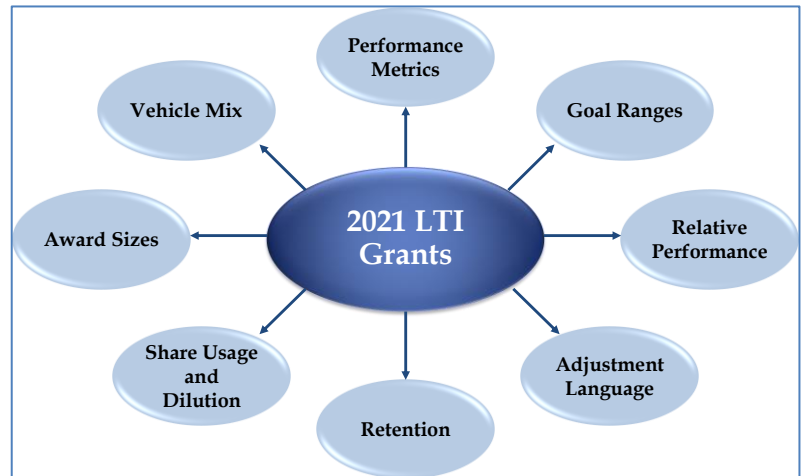 Performance
Metrics
Vehicle Mix
Goal Ranges
2021 LTI
Grants
Award Sizes
Relative
Performance
Share Usage
and
Dilution
Adjustment
Language
Retention